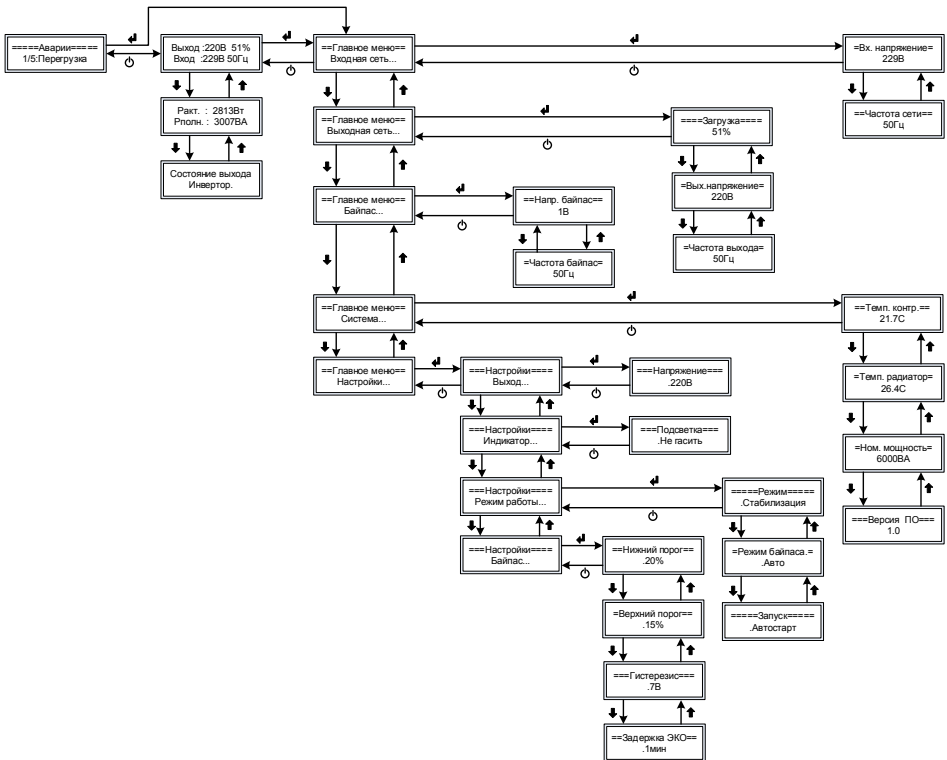 =====Аварии=====
1/5:Перегрузка
Выход :220В 51%
Вход :229В 50Гц
==Главное меню==
Входная сеть...
=Вх. напряжение=
229В
Ракт. : 2813Вт
Рполн. : 3007ВА
==Главное меню==
Выходная сеть...
====Загрузка====
51%
==Частота сети==
50Гц
Состояние выхода
Инвертор.
==Главное меню==
Байпас...
==Напр. байпас==
1В
=Вых.напряжение=
220В
=Частота байпас=
50Гц
=Частота выхода=
50Гц
==Главное меню==
Система...
==Темп. контр.==
21.7С
==Главное меню==
Настройки...
===Настройки====
Выход...
===Напряжение===
.220В
=Темп. радиатор=
26.4С
===Настройки====
Индикатор...
===Подсветка===
.Не гасить
=Ном. мощность=
6000ВА
===Настройки====
Режим работы...
=====Режим=====
.Стабилизация
===Версия ПО===
1.0
===Настройки====
Байпас...
==Нижний порог==
.20%
=Режим байпаса.=
.Авто
=Верхний порог==
.15%
=====Запуск=====
.Автостарт
===Гистерезис===
.7В
==Задержка ЭКО==
.1мин